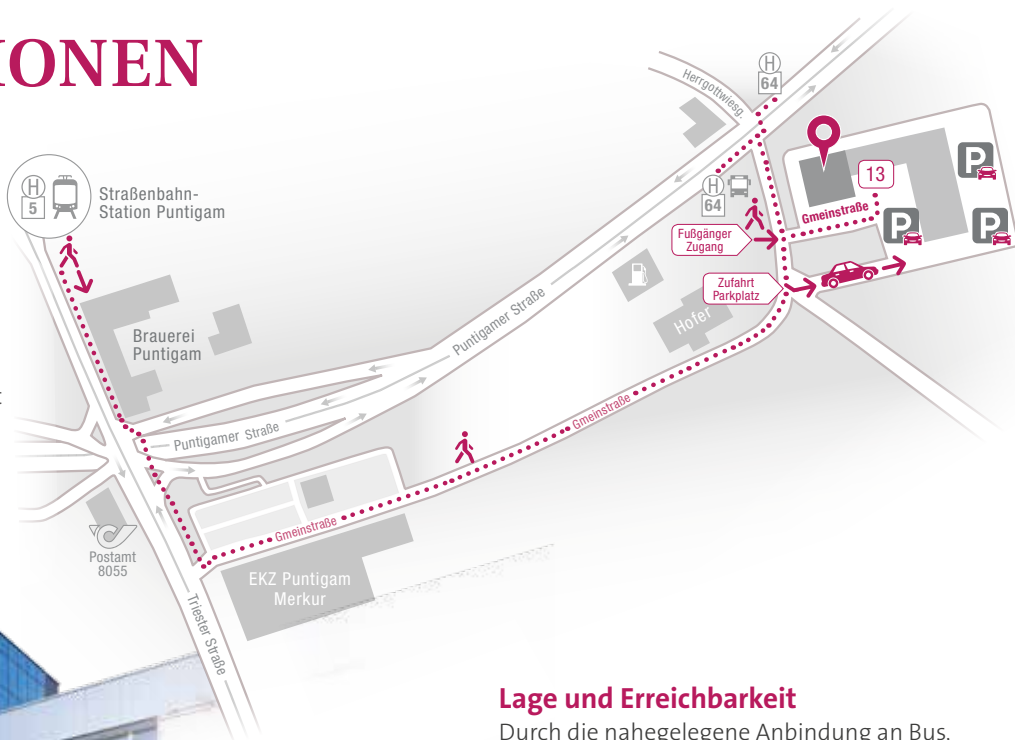 IONEN
H
64
Herrgottwiesg.
H
5
Straßenbahn-
Station Puntigam
13
P
Gmeinstraße
H
64
P
P
Fußgänger
Zugang
Zufahrt
Parkplatz
Puntigamer Straße
Hofer
Brauerei
Puntigam
Gmeinstraße
Puntigamer Straße
Gmeinstraße
Postamt
8055
EKZ Puntigam
Merkur
Triester Straße
Lage und Erreichbarkeit
Durch die nahegelegene Anbindung an Bus,